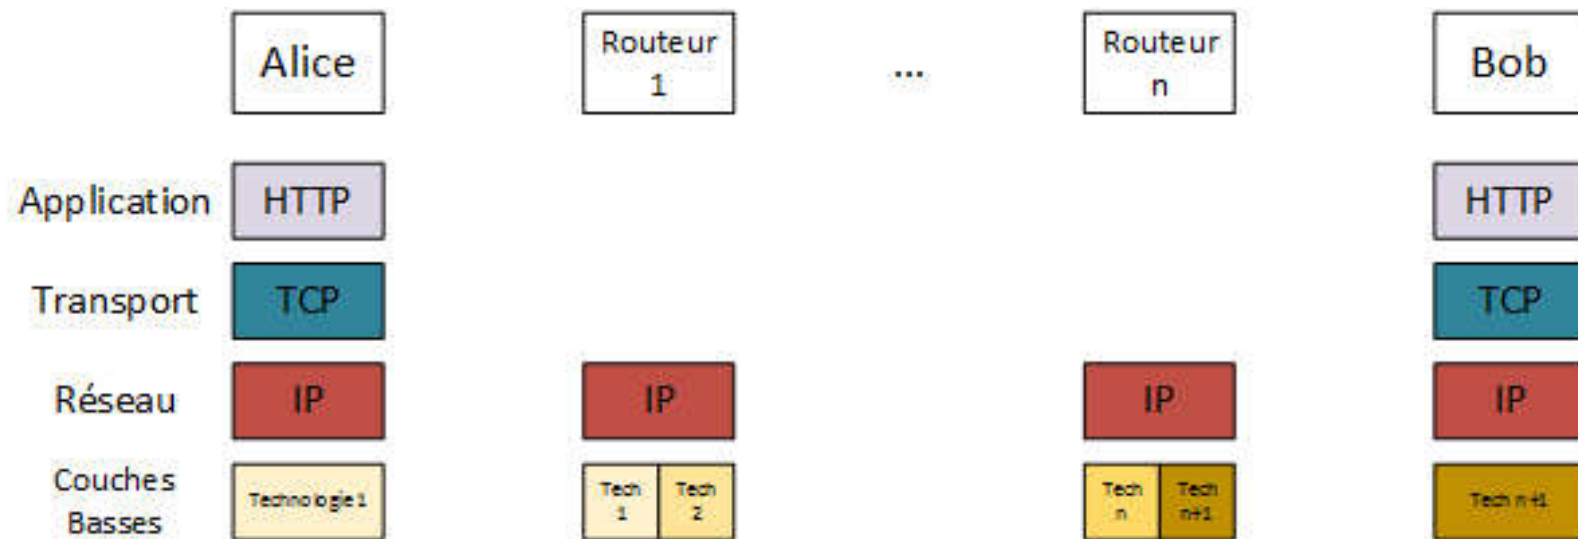 Alice
Routeur
1
...
Routeur
n
Bob
Application
HTTP
HTTP
Transport
TCP
TCP
Réseau
IP
IP
IP
IP
Couches
Basses
Technologie 1
Tech
1
Tech
2
Tech
n
Tech
n+1
Tech n+1